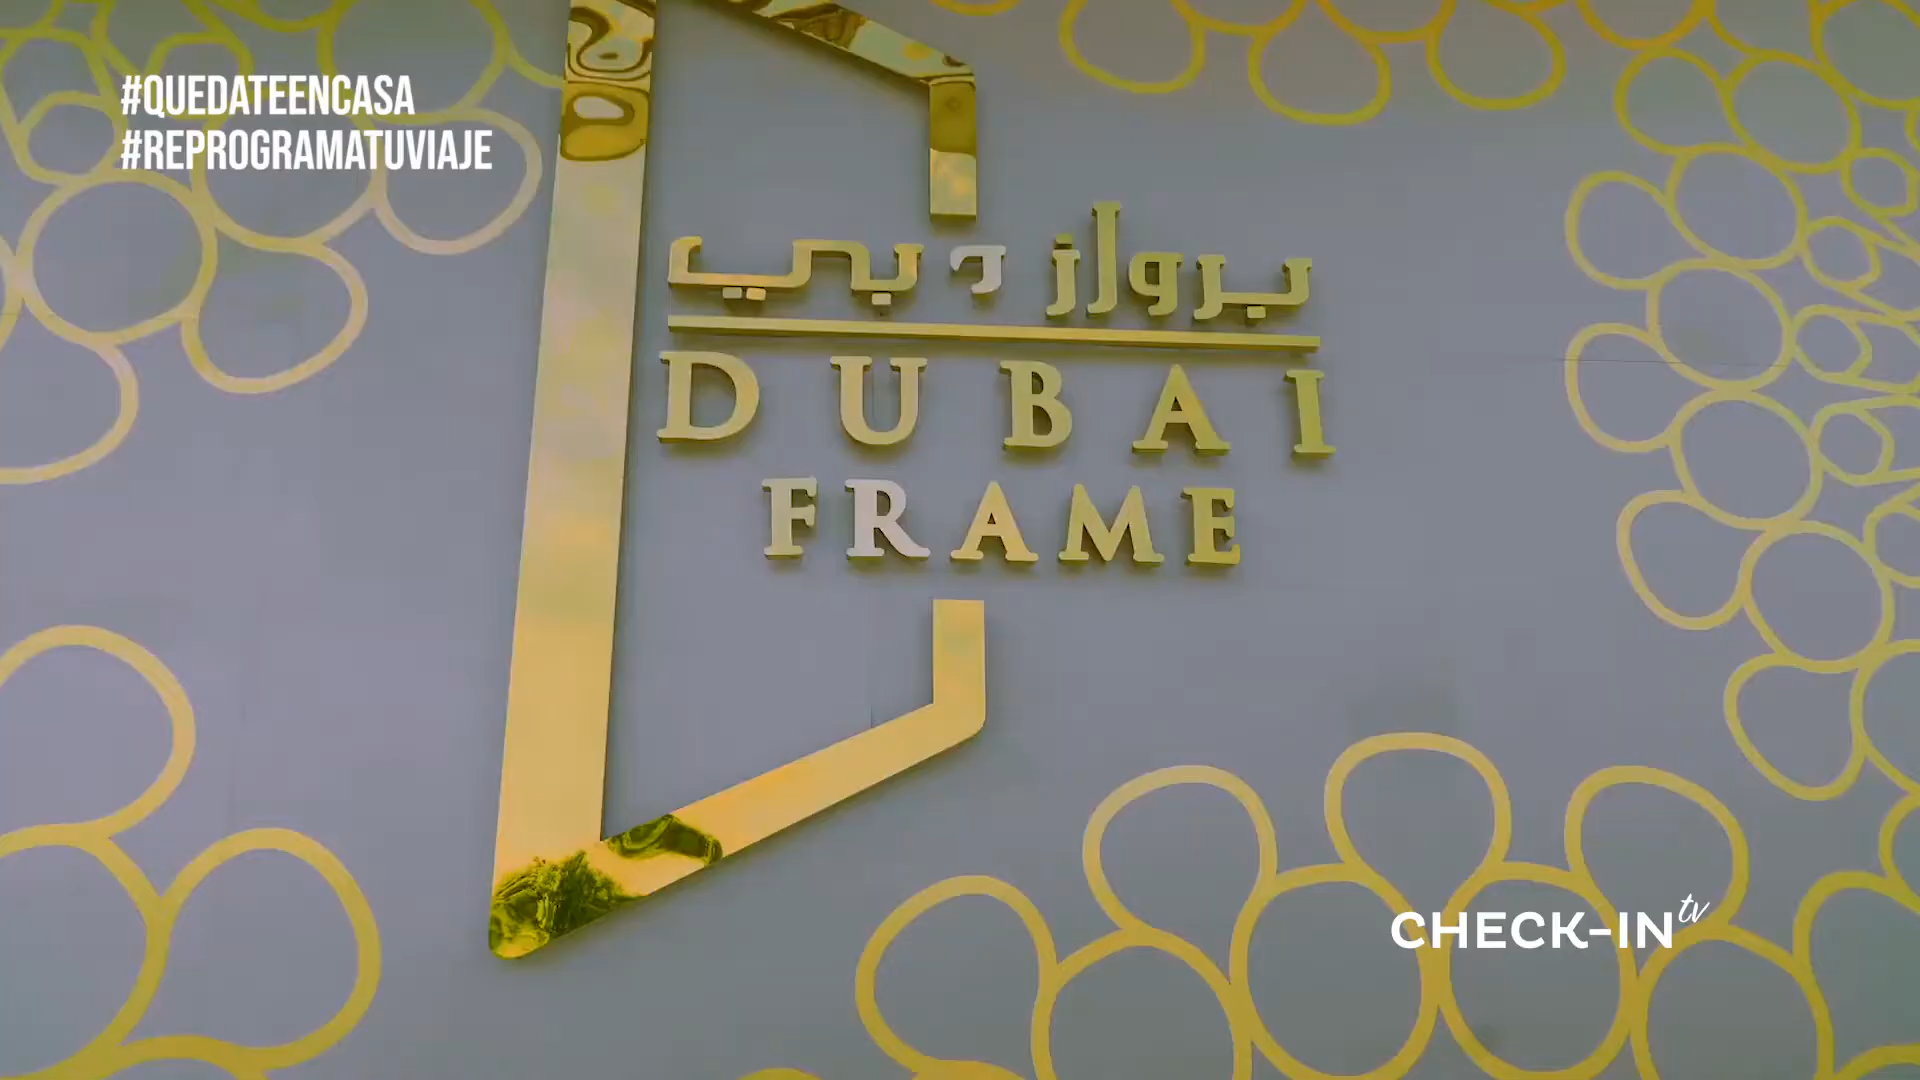 #QUEDATEENCASA
#REPROGRAMATUVIAJE
برواز دبي
DUBAI
FRAME
CHECK-IN tv